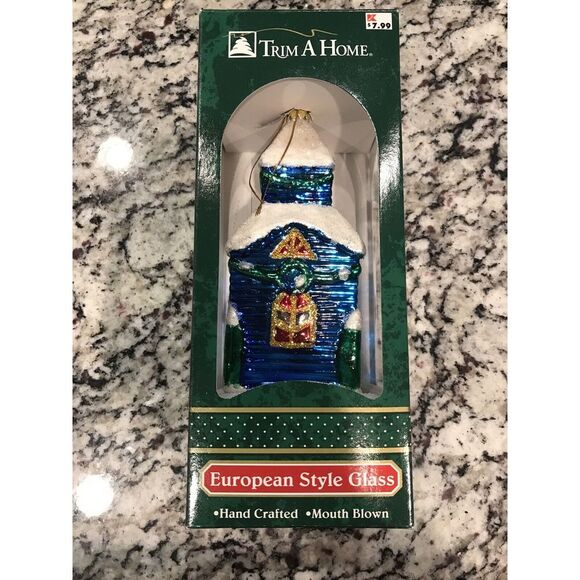 K
$7.99
TRIM A HOME®
European Style Glass
•Hand Crafted •Mouth Blown